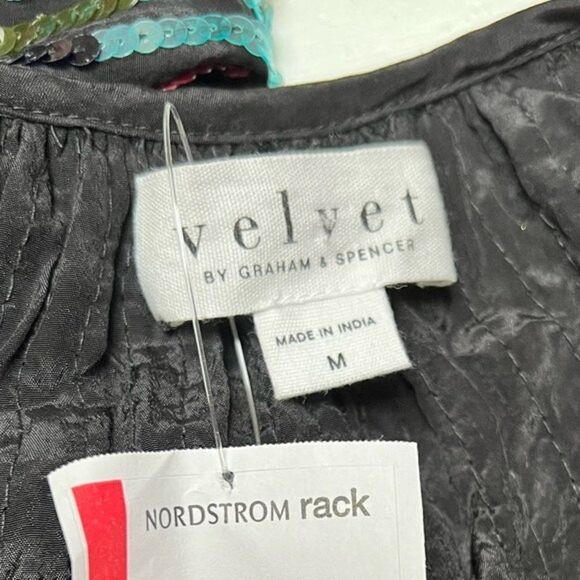 velvet
BY GRAHAM & SPENCER
MADE IN INDIA
M
NORDSTROM rack